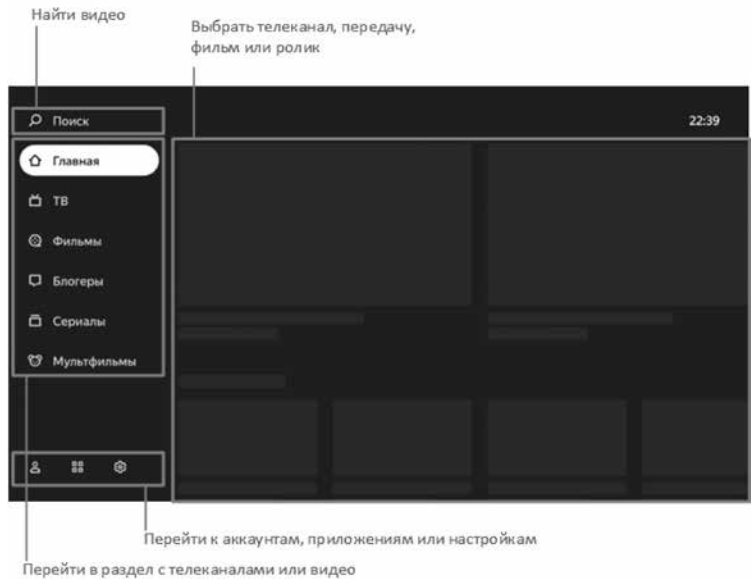 Найти видео
Выбрать телеканал, передачу,
фильм или ролик
Поиск
22:39
Главная
ТВ
Фильмы
Блогеры
Сериалы
Мультфильмы
Перейти к аккаунтам, приложениям или настройкам
Перейти в раздел с телеканалами или видео